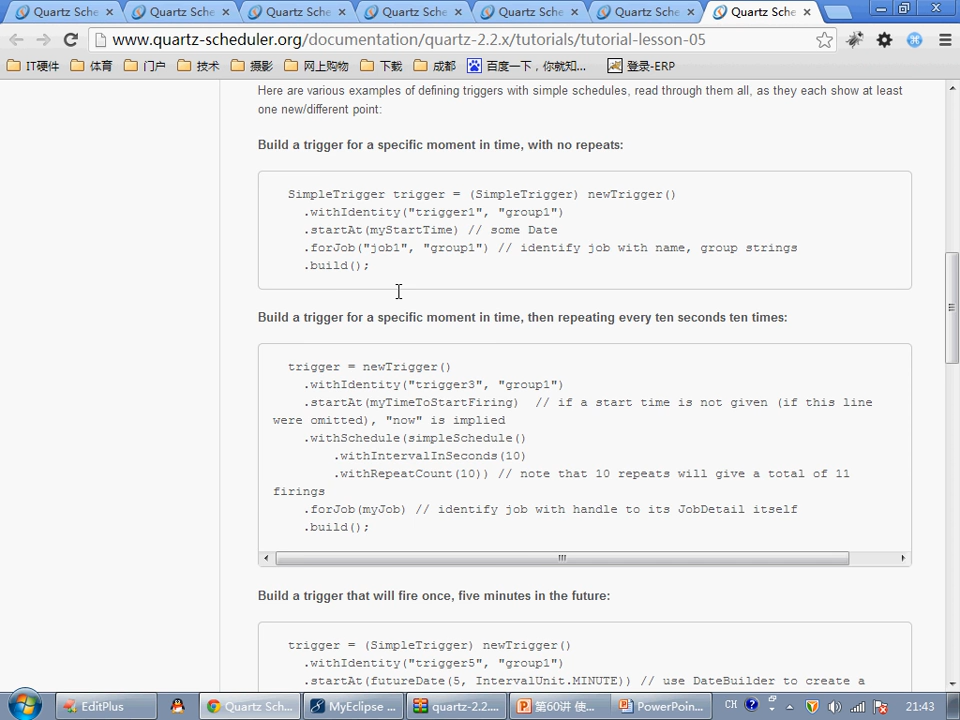 Quartz Sche
Quartz Sche
Quartz Sche
Quartz Sche
Quartz Sche
Quartz Sche
Quartz Sche
www.quartz-scheduler.org/documentation/quartz-2.2.x/tutorials/tutorial-lesson-05
IT硬件 体育 门户 技术 摄影 网上购物 下载 成都 百度一下，你就知... 登录-ERP
Here are various examples of defining triggers with simple schedules, read through them all, as they each show at least
one new/different point:
Build a trigger for a specific moment in time, with no repeats:
SimpleTrigger trigger = (SimpleTrigger) newTrigger()
.withIdentity("trigger1", "group1")
.startAt(myStartTime) // some Date
.forJob("job1", "group1") // identify job with name, group strings
.build();
Build a trigger for a specific moment in time, then repeating every ten seconds ten times:
trigger = newTrigger()
.withIdentity("trigger3", "group1")
.startAt(myTimeToStartFiring)  // if a start time is not given (if this line
were omitted), "now" is implied
.withSchedule(simpleSchedule()
.withIntervalInSeconds(10)
.withRepeatCount(10)) // note that 10 repeats will give a total of 11
firings
.forJob(myJob) // identify job with handle to its JobDetail itself
.build();
Build a trigger that will fire once, five minutes in the future:
trigger = (SimpleTrigger) newTrigger()
.withIdentity("trigger5", "group1")
.startAt(futureDate(5, IntervalUnit.MINUTE)) // use DateBuilder to create a
EditPlus Quartz Sch... MyEclipse ... quartz-2.2.... 第60讲 使... PowerPoin... CH 21:43